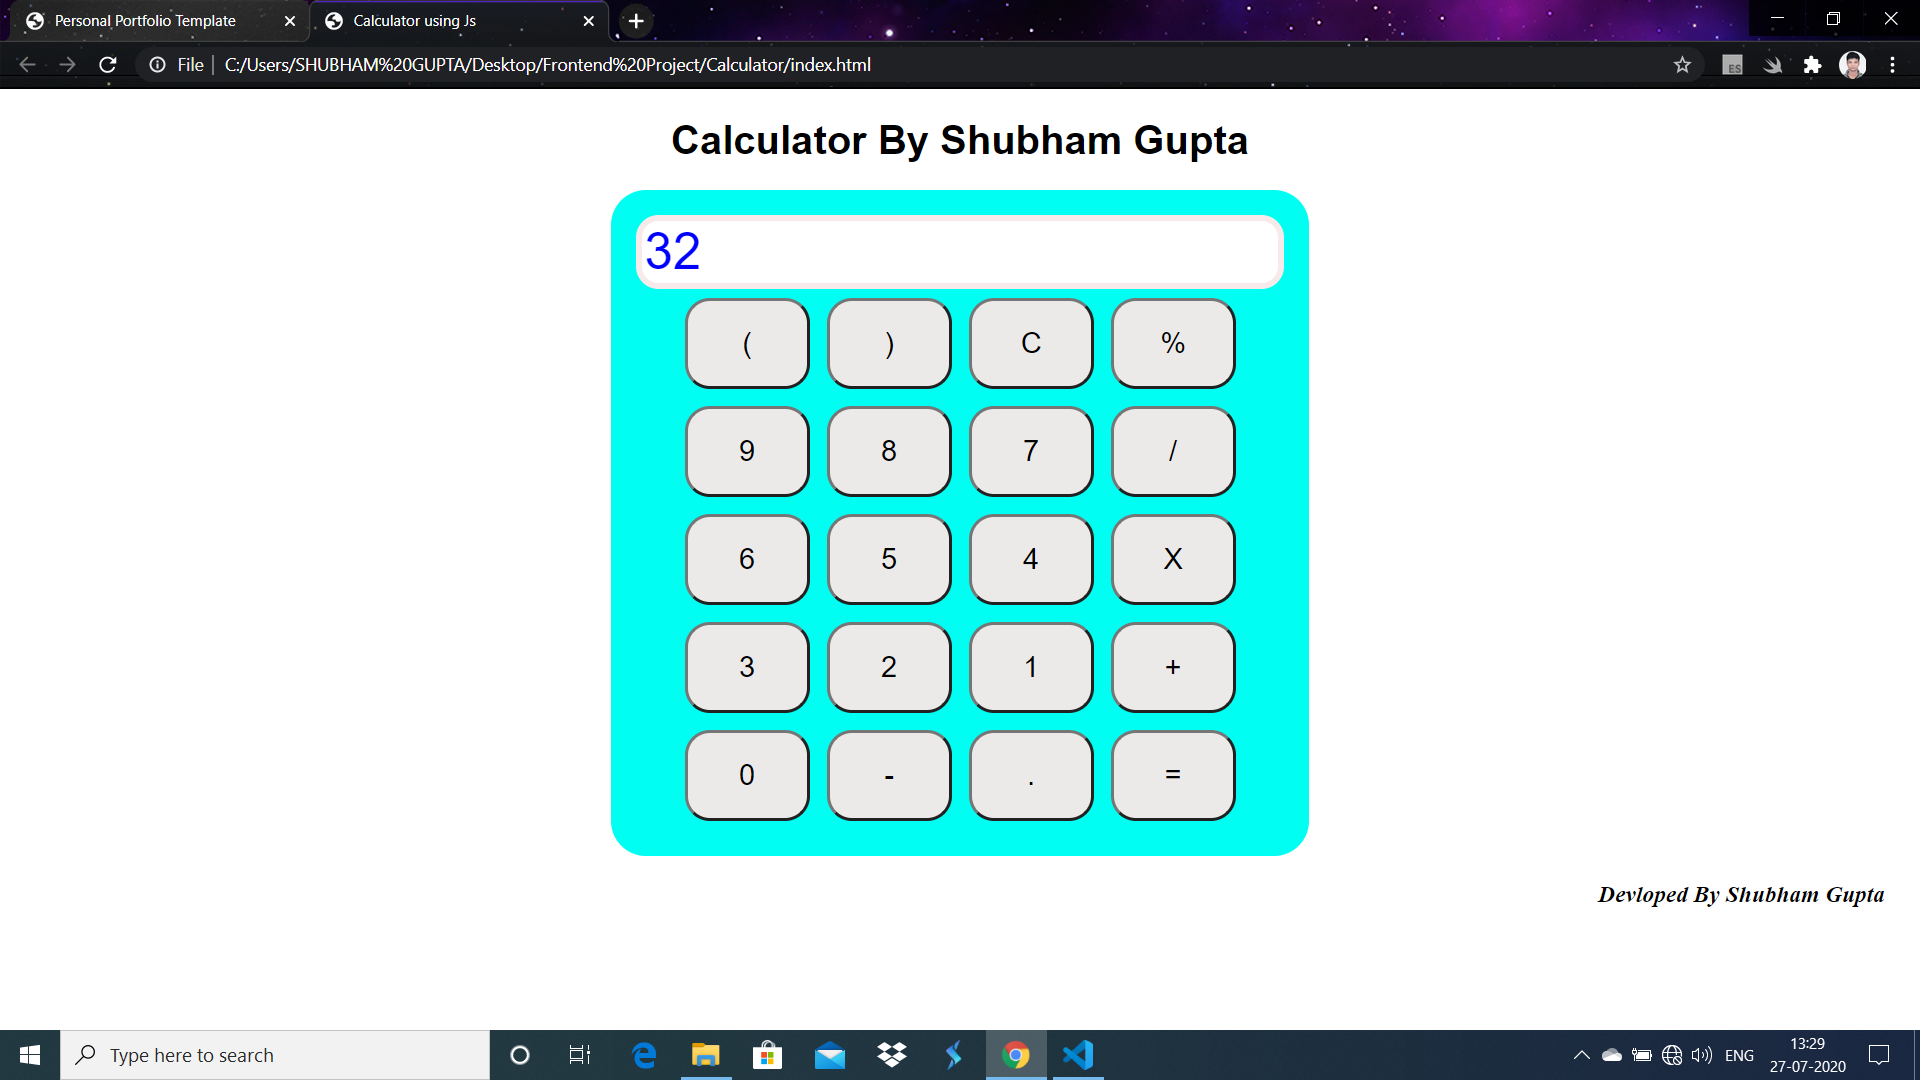 Personal Portfolio Template
Calculator using Js
File | C:/Users/SHUBHAM%20GUPTA/Desktop/Frontend%20Project/Calculator/index.html
ES
Calculator By Shubham Gupta
32
( ) C %
9 8 7 /
6 5 4 X
3 2 1 +
0 - . =
Devloped By Shubham Gupta
Type here to search
ENG
13:29
27-07-2020